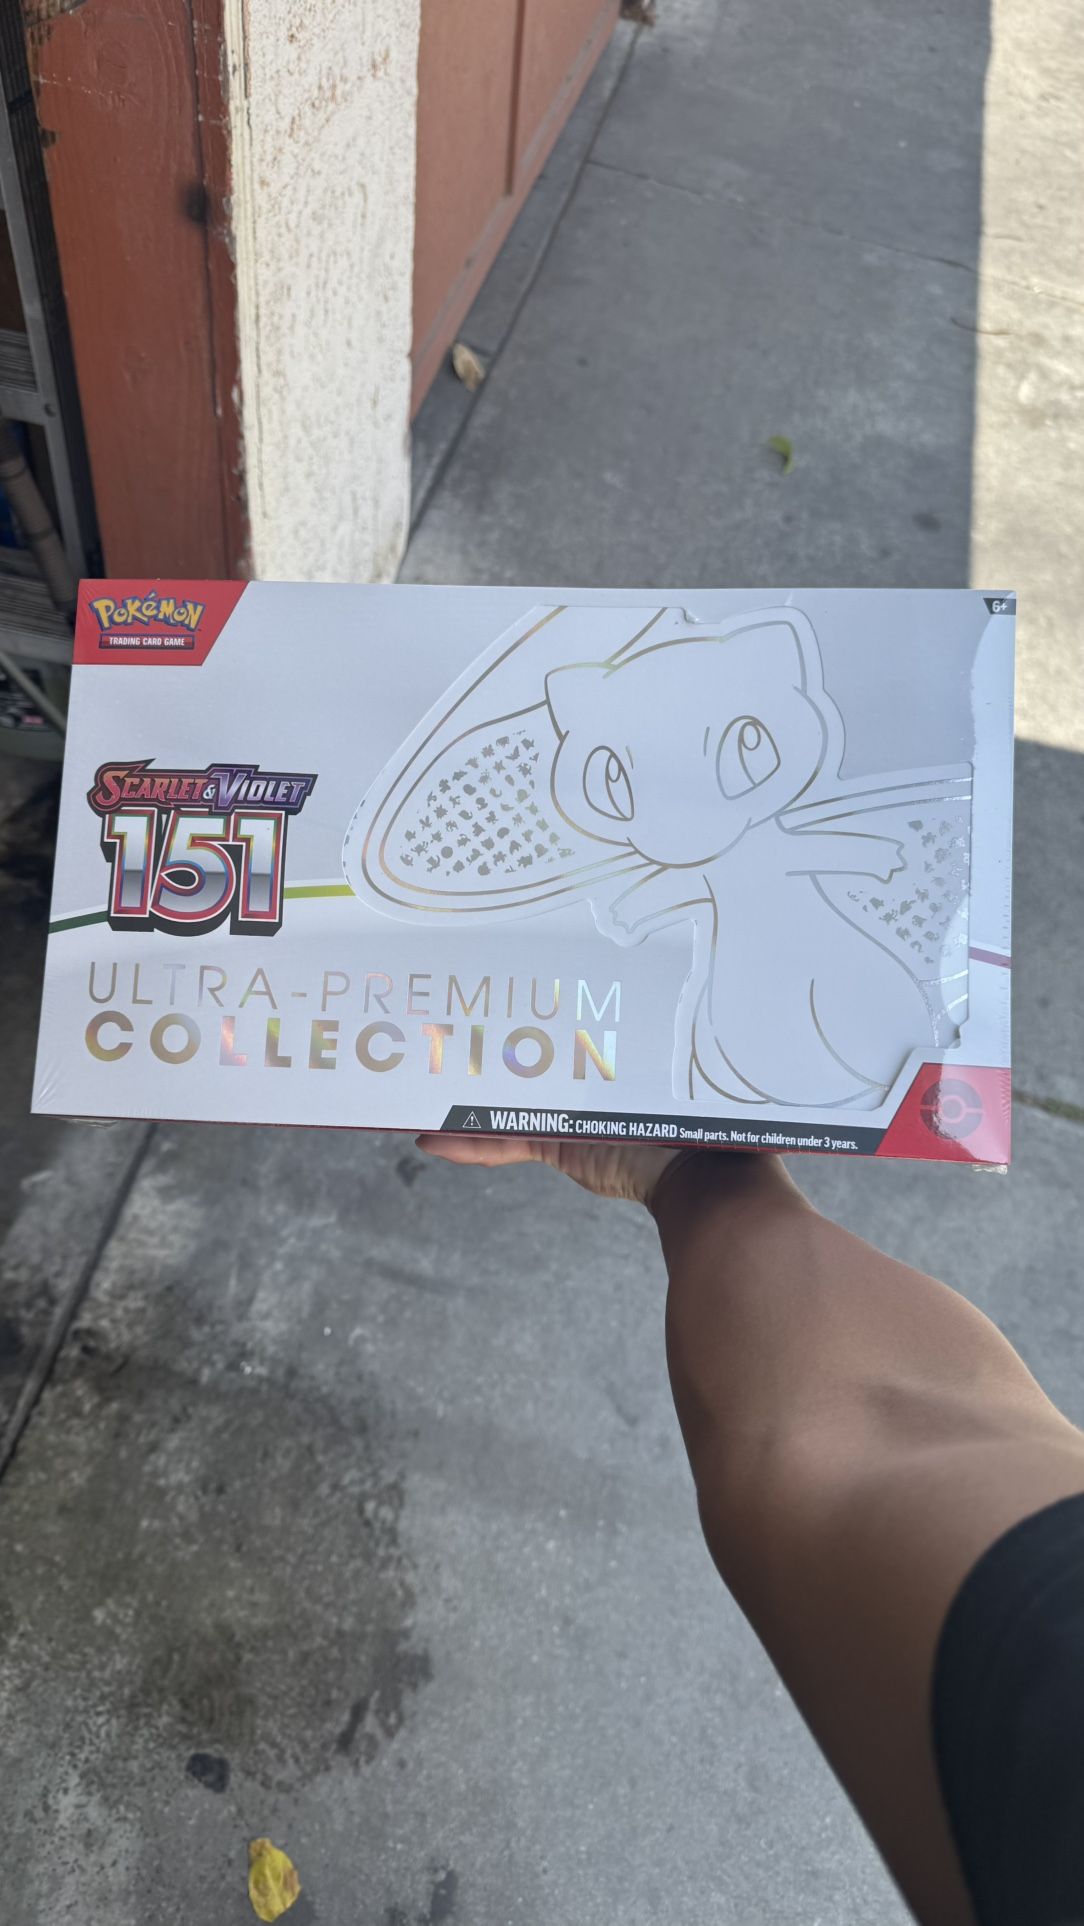 POKéMON
TRADING CARD GAME
6+
SCARLET & VIOLET
151
ULTRA-PREMIUM
COLLECTION
WARNING: CHOKING HAZARD Small parts. Not for children under 3 years.